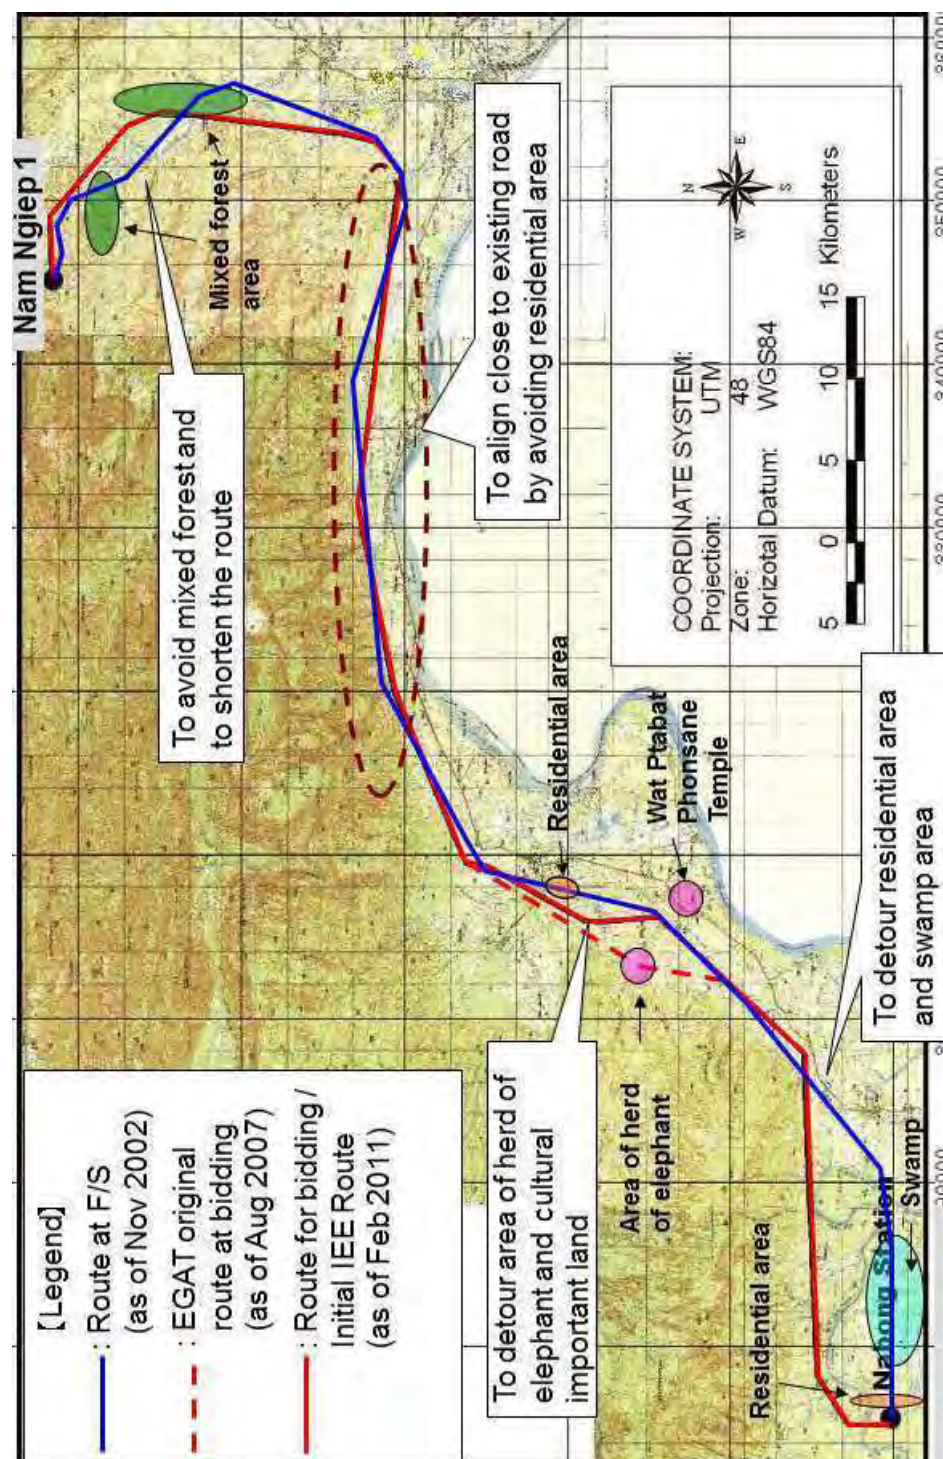 Nam Ngiep 1
Mixed forest
area
To avoid mixed forest and
to shorten the route
To align close to existing road
by avoiding residential area
COORDINATE SYSTEM:
Projection: UTM
Zone: 48
Horizotal Datum: WGS84
5 0 5 10 15 Kilometers
N
E
S
W
Residential area
Wat Ptabat
Phonsane
Temple
Area of herd
of elephant
To detour area of herd of
elephant and cultural
important land
To detour residential area
and swamp area
Residential area
Nabong Statio
Swamp
[Legend]
: Route at F/S
(as of Nov 2002)
: EGAT original
route at bidding
(as of Aug 2007)
: Route for bidding /
Initial IEE Route
(as of Feb 2011)